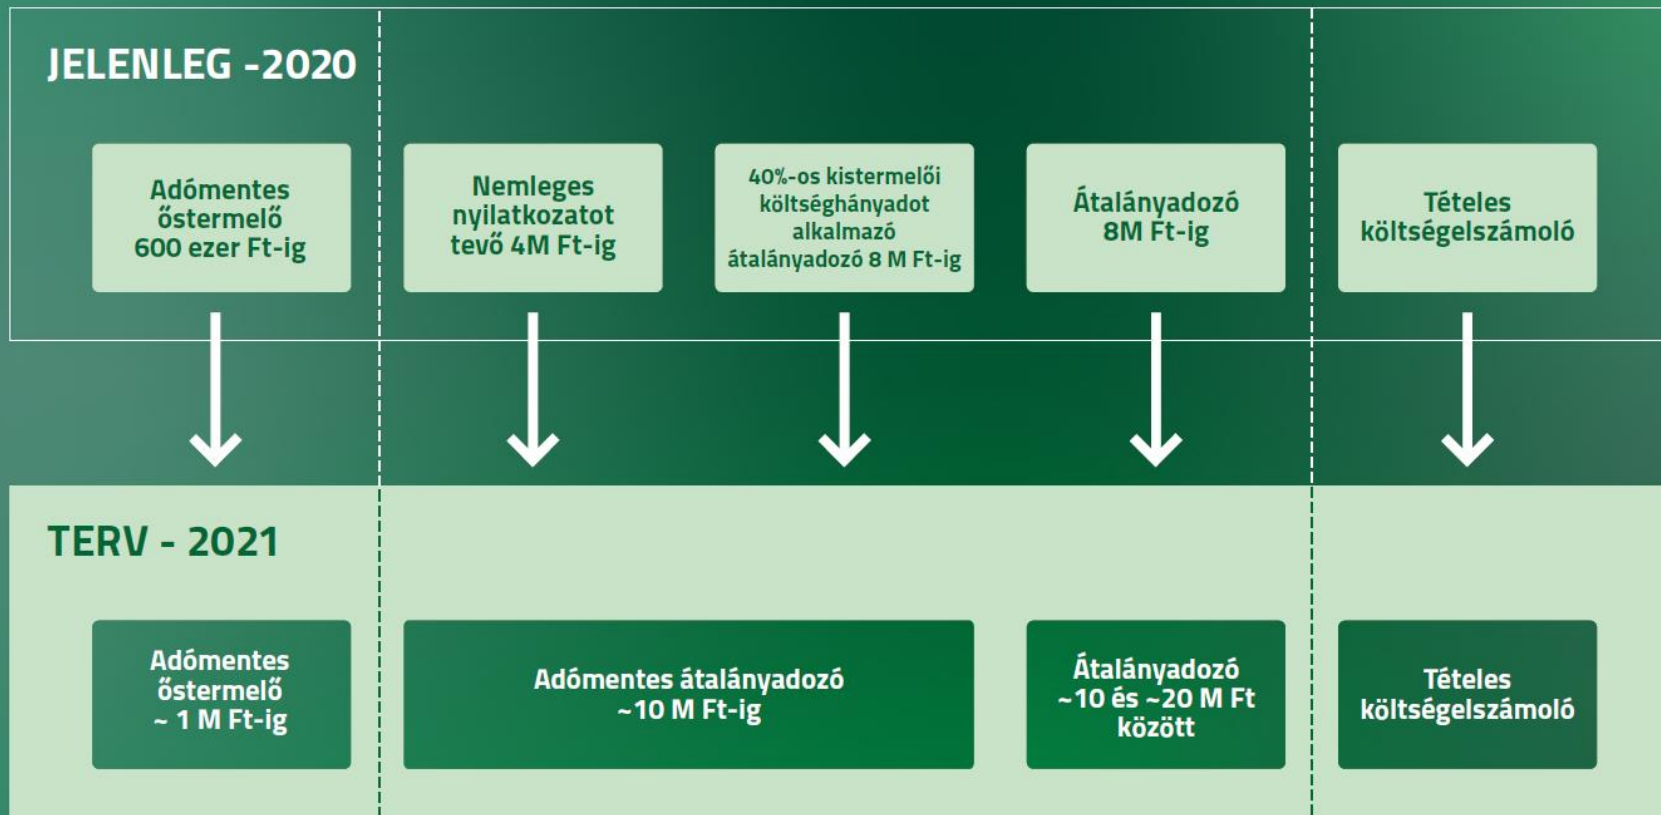 JELENLEG -2020
Adómentes
őstermelő
600 ezer Ft-ig
Nemleges
nyilatkozatot
tevő 4M Ft-ig
40%-os kistermelői
költséghányadot
alkalmazó
átalányadozó 8 M Ft-ig
Átalányadozó
8M Ft-ig
Tételes
költségelszámoló
TERV - 2021
Adómentes
őstermelő
~ 1 M Ft-ig
Adómentes átalányadozó
~10 M Ft-ig
Átalányadozó
~10 és ~20 M Ft
között
Tételes
költségelszámoló